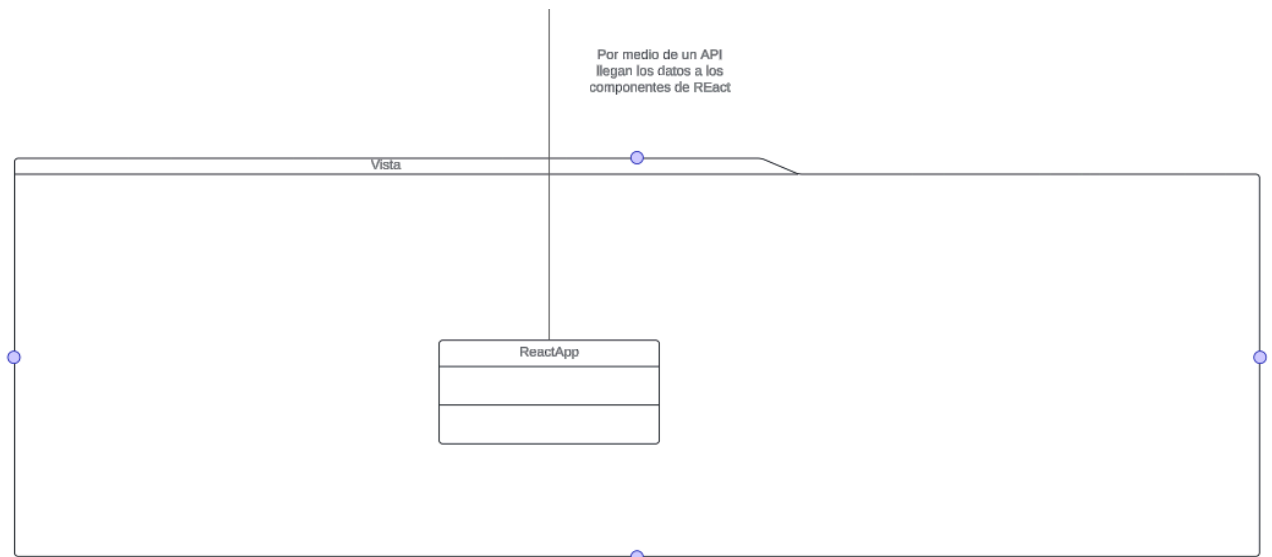 Por medio de un API
llegan los datos a los
componentes de REact
Vista
ReactApp